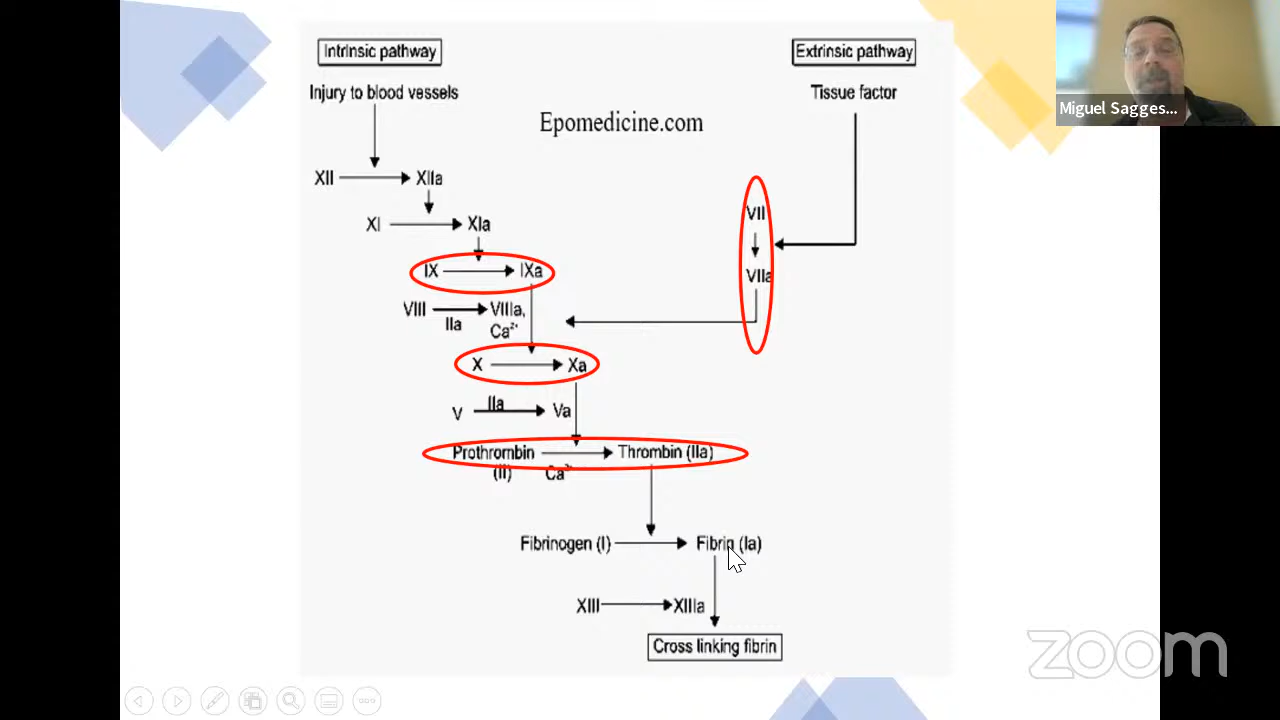 Intrinsic pathway
Extrinsic pathway
Injury to blood vessels
Tissue factor
Epomedicine.com
Miguel Sagges...
XII
XIIa
XI
XIa
VII
IX
IXa
VIIa
VIII
VIIIa,
IIa
Ca²⁺
X
Xa
V
IIa
Va
Prothrombin
Thrombin (IIa)
(II)
Ca²⁺
Fibrinogen (I)
Fibrin (Ia)
XIII
XIIIa
Cross linking fibrin
zoom